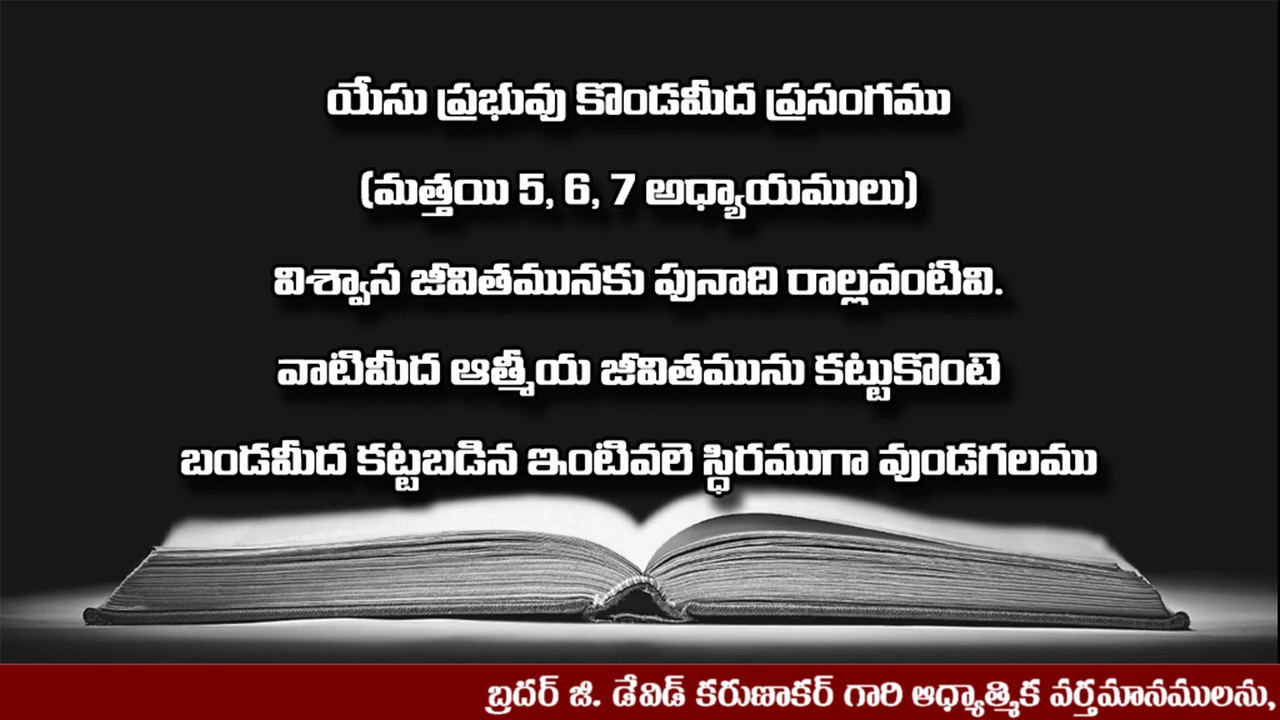 యేసు ప్రభువు కొండమీద ప్రసంగము
(మత్తయి 5, 6, 7 అధ్యాయములు)
విశ్వాస జీవితమునకు పునాది రాల్లవంటివి.
వాటిమీద ఆత్మీయ జీవితమును కట్టుకొంటె
బండమీద కట్టబడిన ఇంటివలె స్థిరముగా వుండగలము
బ్రదర్ జి. డేవిడ్ కరుణాకర్ గారి ఆధ్యాత్మిక వర్తమానములను,